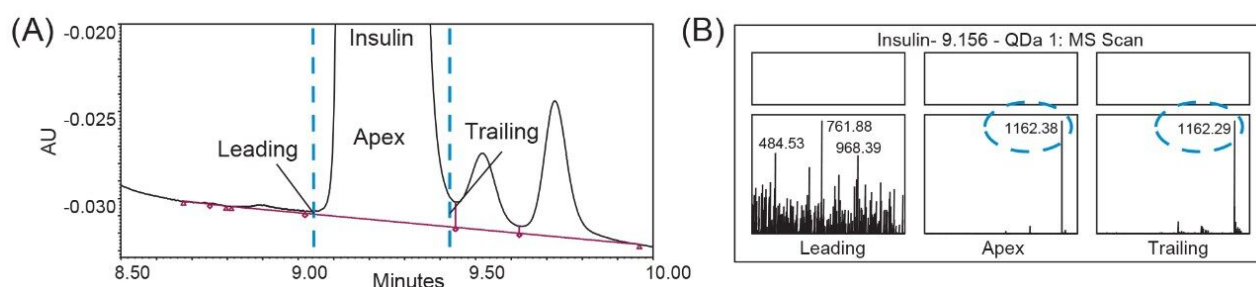 (A)
-0.020
-0.025
-0.030
AU
Insulin
Apex
Leading
Trailing
8.50
9.00
9.50
10.00
Minutes
(B)
Insulin- 9.156 - QDa 1: MS Scan
484.53
761.88
968.39
1162.38
1162.29
Leading
Apex
Trailing